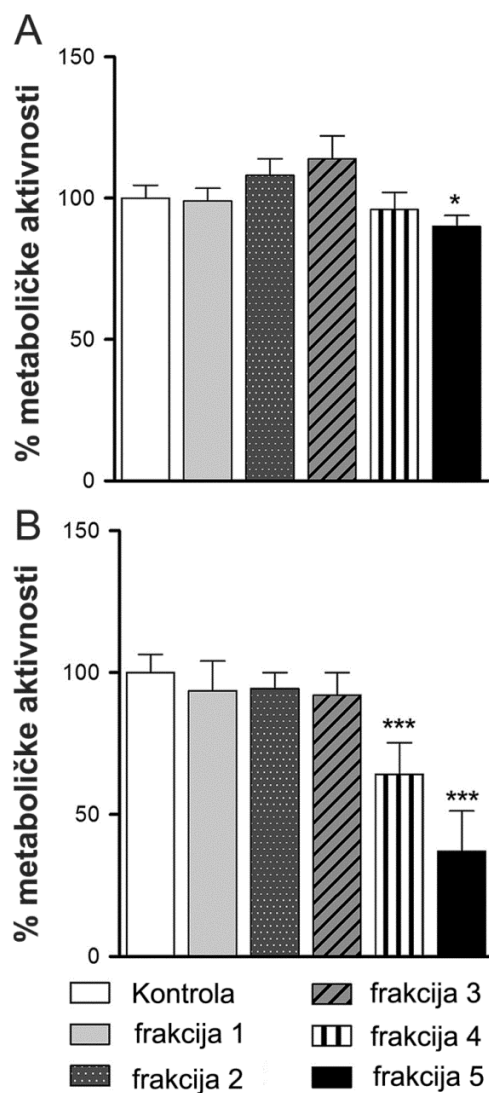 A
150
100
50
0
% metaboličke aktivnosti
*
B
150
100
50
0
% metaboličke aktivnosti
***
***
Kontrola
frakcija 1
frakcija 2
frakcija 3
frakcija 4
frakcija 5